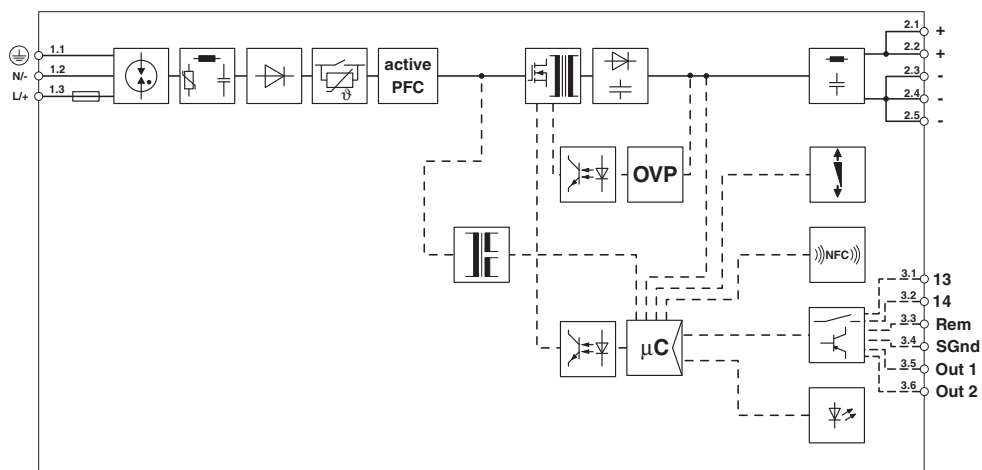 1.1
N/- 1.2
L/+ 1.3
ϑ
active
PFC
2.1 +
2.2 +
2.3 -
2.4 -
2.5 -
OVP
)))NFC)))
µC
3.1 13
3.2 14
3.3 Rem
3.4 SGnd
3.5 Out 1
3.6 Out 2